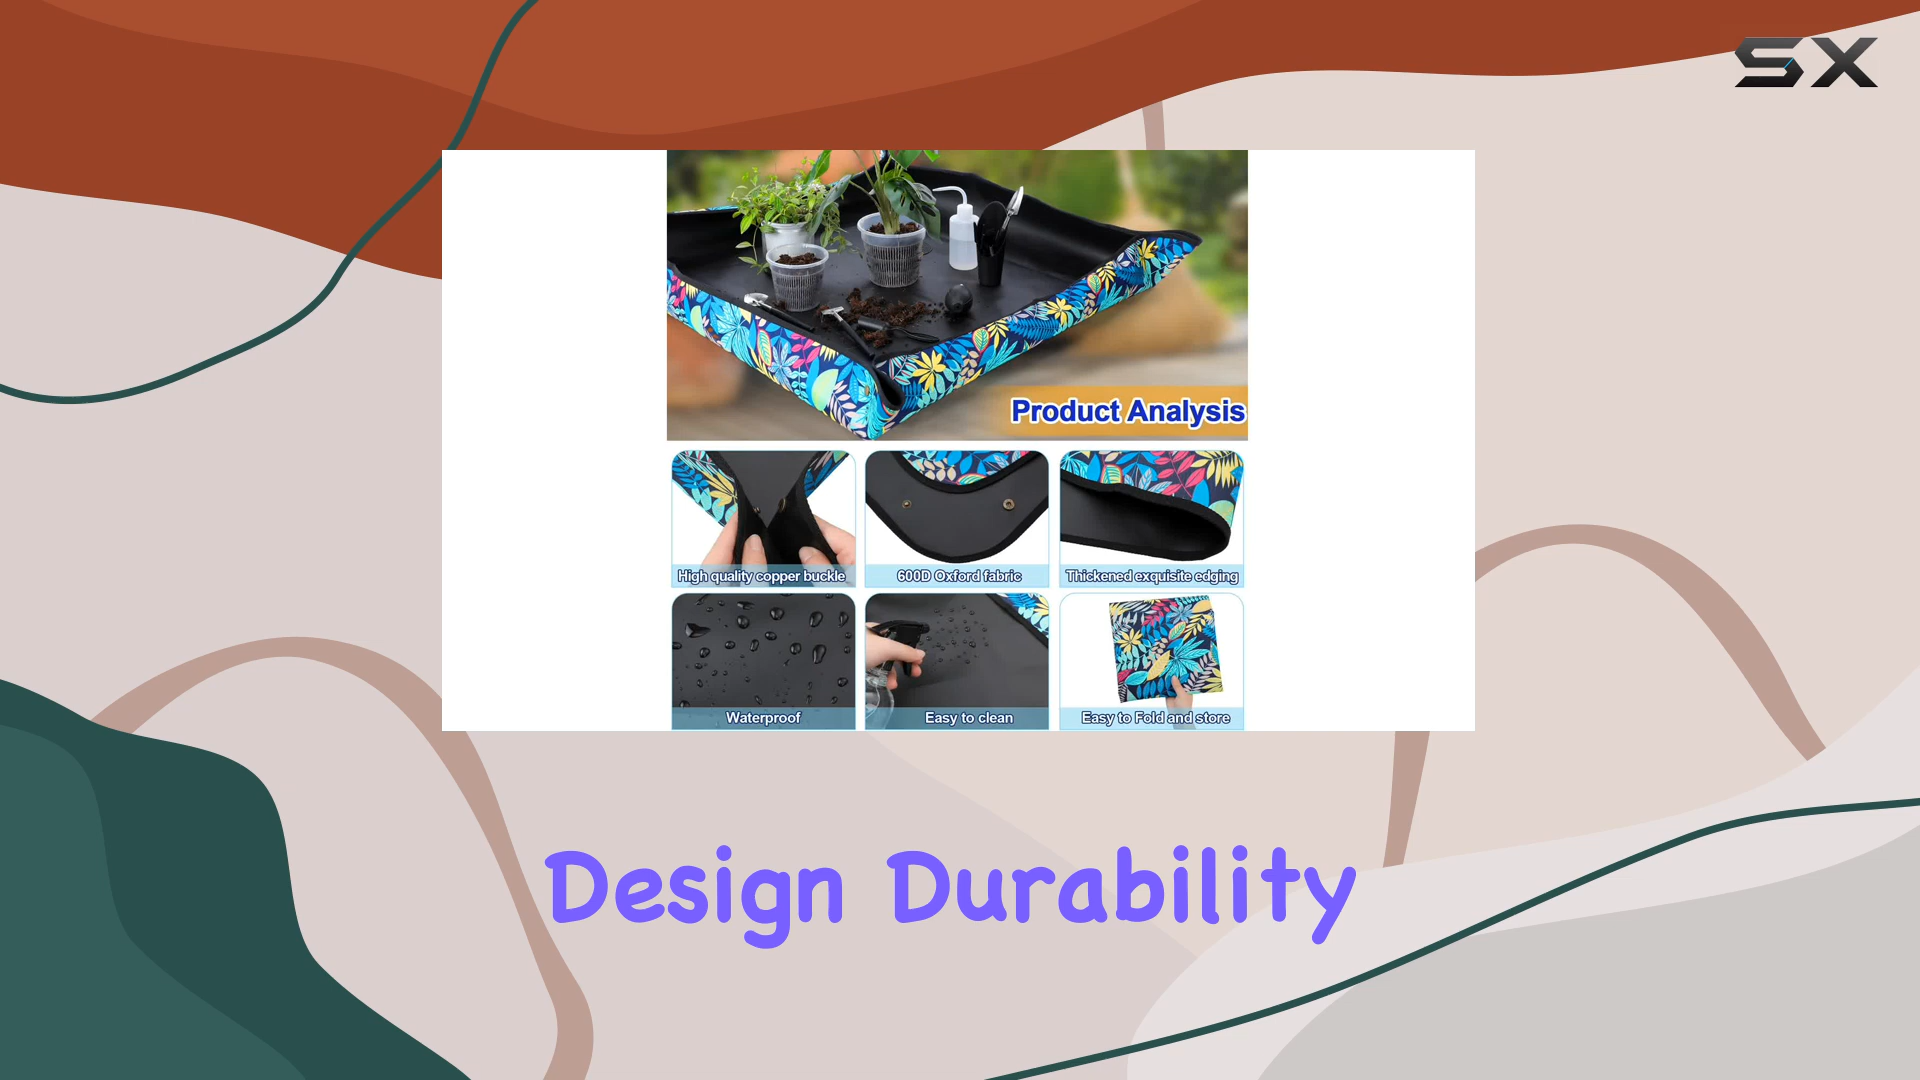 SX
Product Analysis
High quality copper buckle
600D Oxford fabric
Thickened exquisite edging
Waterproof
Easy to clean
Easy to Fold and store
Design Durability